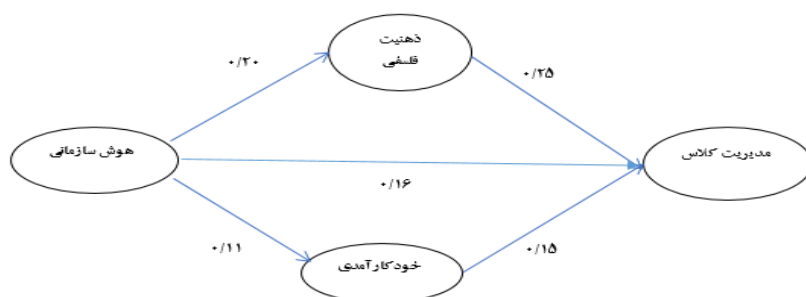 ذهنیت
فلسفی
۰/۲۰
۰/۲۵
هوش سازمانی
مدیریت کلاس
۰/۱۶
۰/۱۱
۰/۱۵
خودکارآمدی